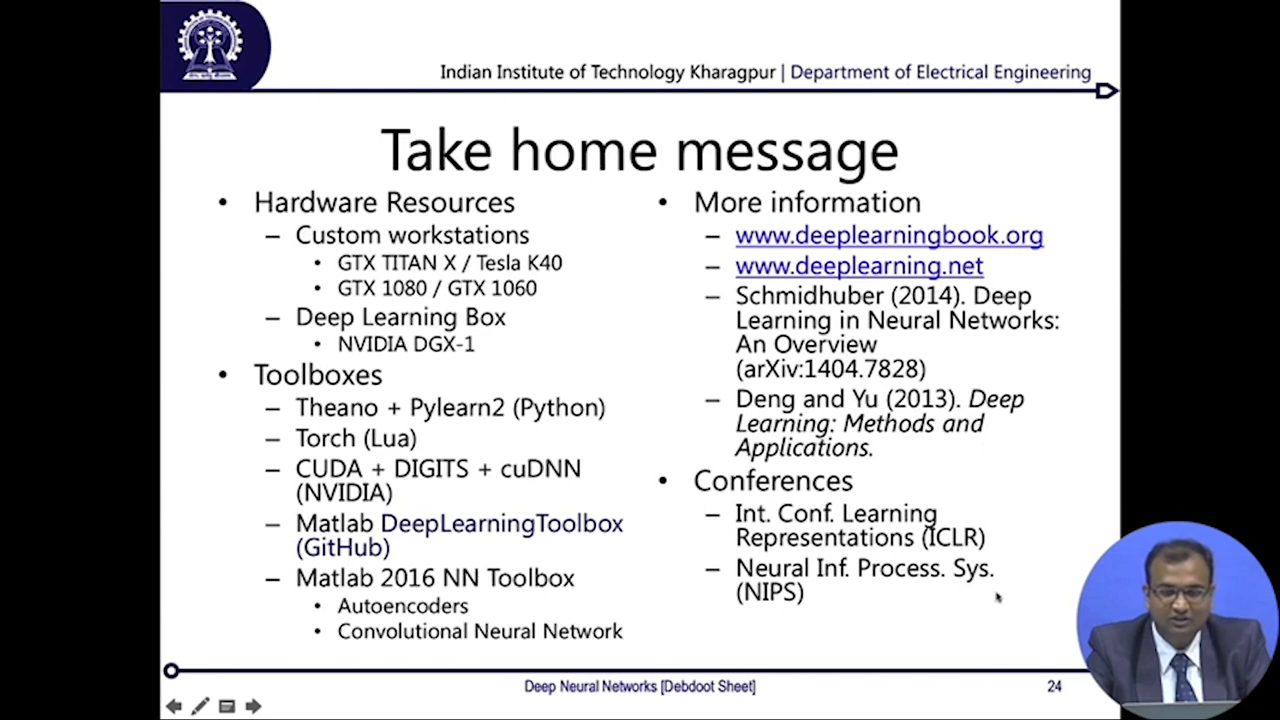 Indian Institute of Technology Kharagpur | Department of Electrical Engineering
Take home message
• Hardware Resources
– Custom workstations
• GTX TITAN X / Tesla K40
• GTX 1080 / GTX 1060
– Deep Learning Box
• NVIDIA DGX-1
• Toolboxes
– Theano + Pylearn2 (Python)
– Torch (Lua)
– CUDA + DIGITS + cuDNN
(NVIDIA)
– Matlab DeepLearningToolbox
(GitHub)
– Matlab 2016 NN Toolbox
• Autoencoders
• Convolutional Neural Network
• More information
– www.deeplearningbook.org
– www.deeplearning.net
– Schmidhuber (2014). Deep
Learning in Neural Networks:
An Overview
(arXiv:1404.7828)
– Deng and Yu (2013). Deep
Learning: Methods and
Applications.
• Conferences
– Int. Conf. Learning
Representations (ICLR)
– Neural Inf. Process. Sys.
(NIPS)
Deep Neural Networks [Debdoot Sheet]
24